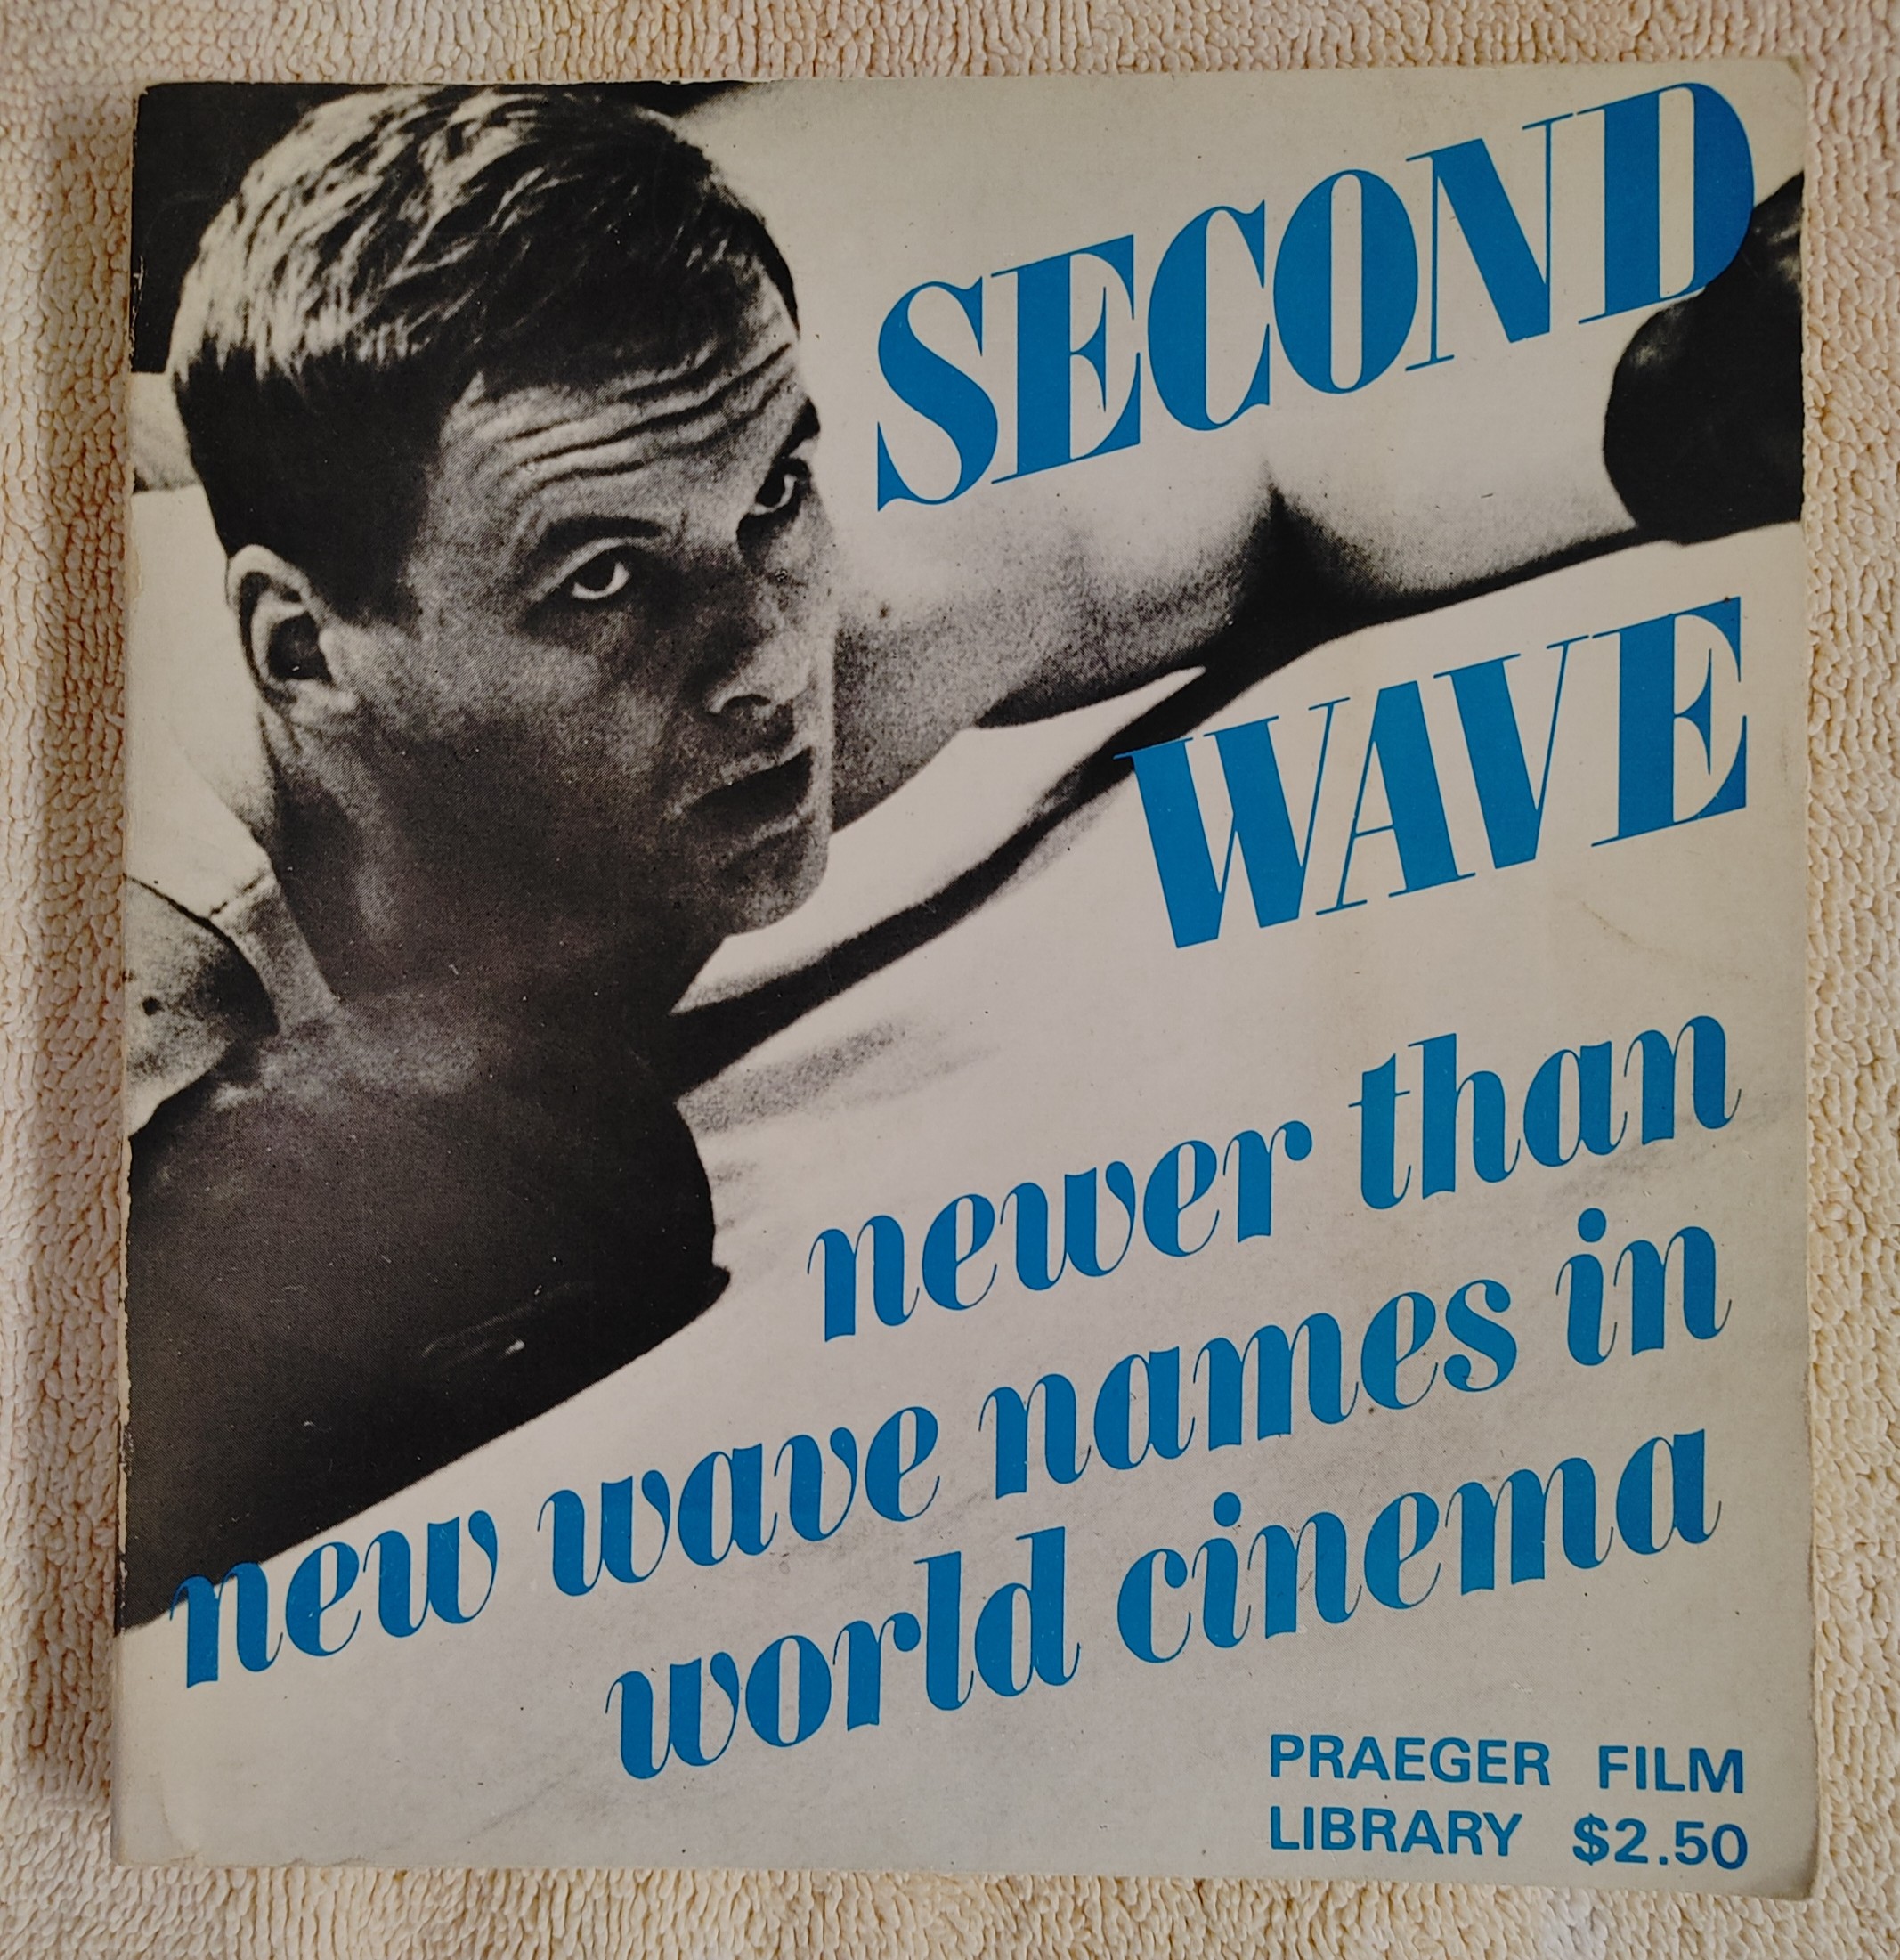 SECOND
WAVE
newer than
new wave names in
world cinema
PRAEGER FILM
LIBRARY $2.50